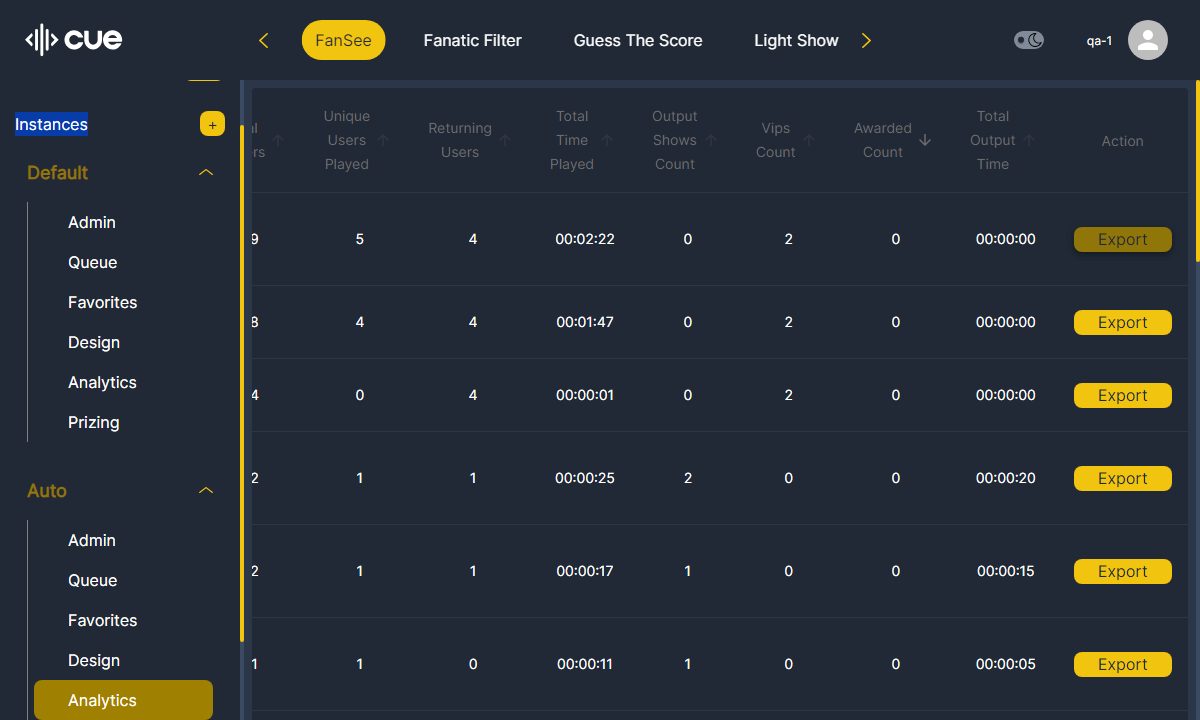 cue
FanSee
Fanatic Filter
Guess The Score
Light Show
qa-1
Instances
+
Default
Admin
Queue
Favorites
Design
Analytics
Prizing
Auto
Admin
Queue
Favorites
Design
Analytics
Unique
Users
Played
Returning
Users
Total
Time
Played
Output
Shows
Count
Vips
Count
Awarded
Count
Total
Output
Time
Action
9 5 4 00:02:22 0 2 0 00:00:00 Export
8 4 4 00:01:47 0 2 0 00:00:00 Export
4 0 4 00:00:01 0 2 0 00:00:00 Export
2 1 1 00:00:25 2 0 0 00:00:20 Export
2 1 1 00:00:17 1 0 0 00:00:15 Export
1 1 0 00:00:11 1 0 0 00:00:05 Export